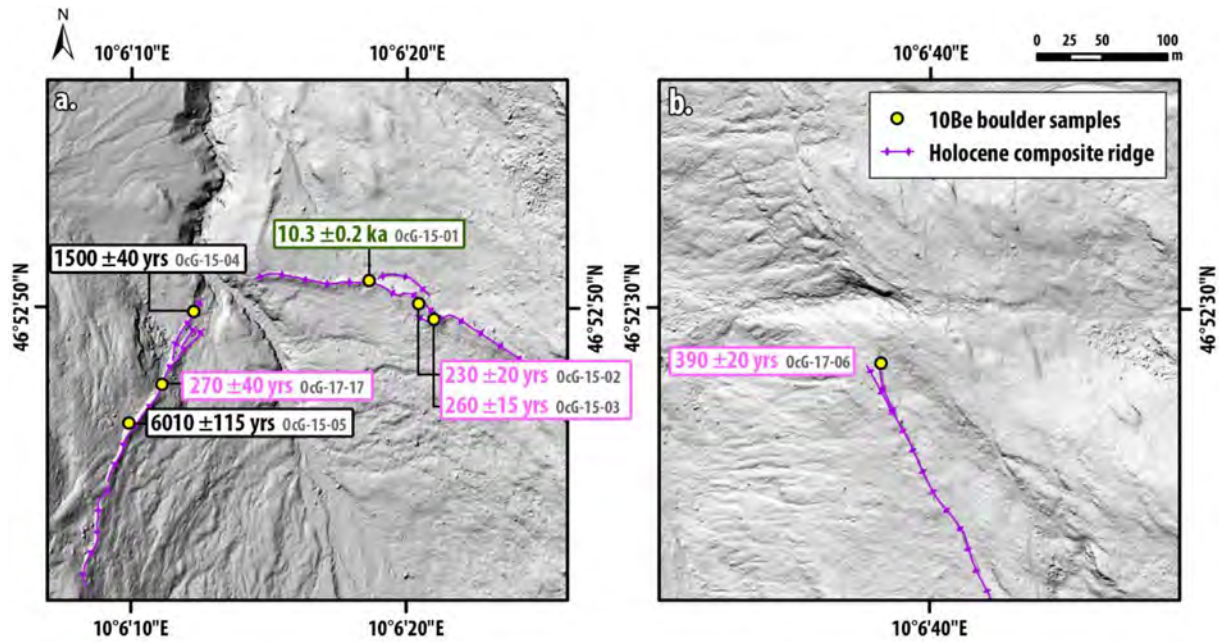 N
10°6'10"E
10°6'20"E
10°6'40"E
0 25 50 100
m
a.
b.
10Be boulder samples
Holocene composite ridge
10.3 ±0.2 ka OcG-15-01
1500 ±40 yrs OcG-15-04
46°52'50"N
46°52'50"N
46°52'30"N
46°52'30"N
270 ±40 yrs OcG-17-17
230 ±20 yrs OcG-15-02
260 ±15 yrs OcG-15-03
390 ±20 yrs OcG-17-06
6010 ±115 yrs OcG-15-05
10°6'10"E
10°6'20"E
10°6'40"E